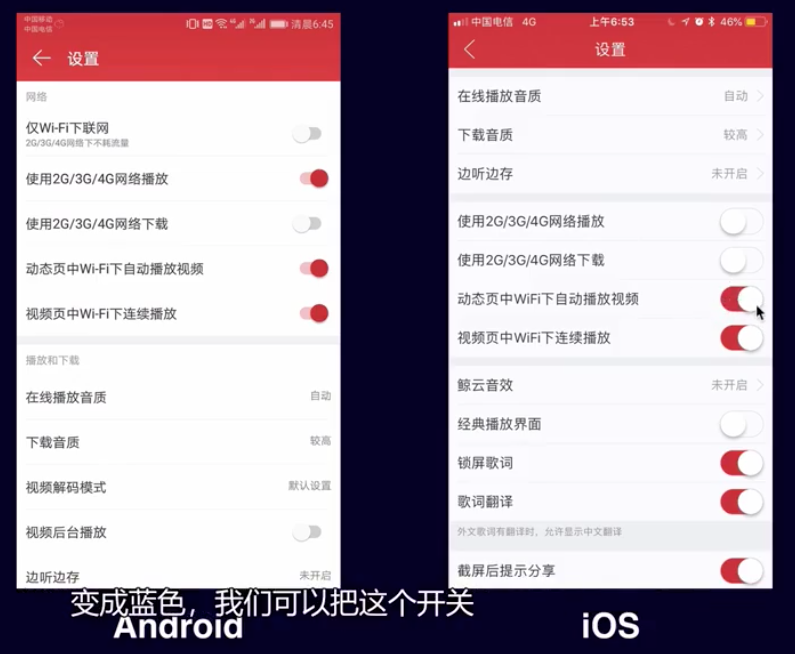 中国移动
中国电信
HD
清晨6:45
设置
网络
仅Wi-Fi下联网
2G/3G/4G网络下不耗流量
使用2G/3G/4G网络播放
使用2G/3G/4G网络下载
动态页中Wi-Fi下自动播放视频
视频页中Wi-Fi下连续播放
播放和下载
在线播放音质 自动
下载音质 较高
视频解码模式 默认设置
视频后台播放
边听边存 未开启
中国电信 4G 上午6:53 46%
设置
在线播放音质 自动
下载音质 较高
边听边存 未开启
使用2G/3G/4G网络播放
使用2G/3G/4G网络下载
动态页中WiFi下自动播放视频
视频页中WiFi下连续播放
鲸云音效 未开启
经典播放界面
锁屏歌词
歌词翻译
外文歌词有翻译时，允许显示中文翻译
截屏后提示分享
变成蓝色，我们可以把这个开关
Android
iOS